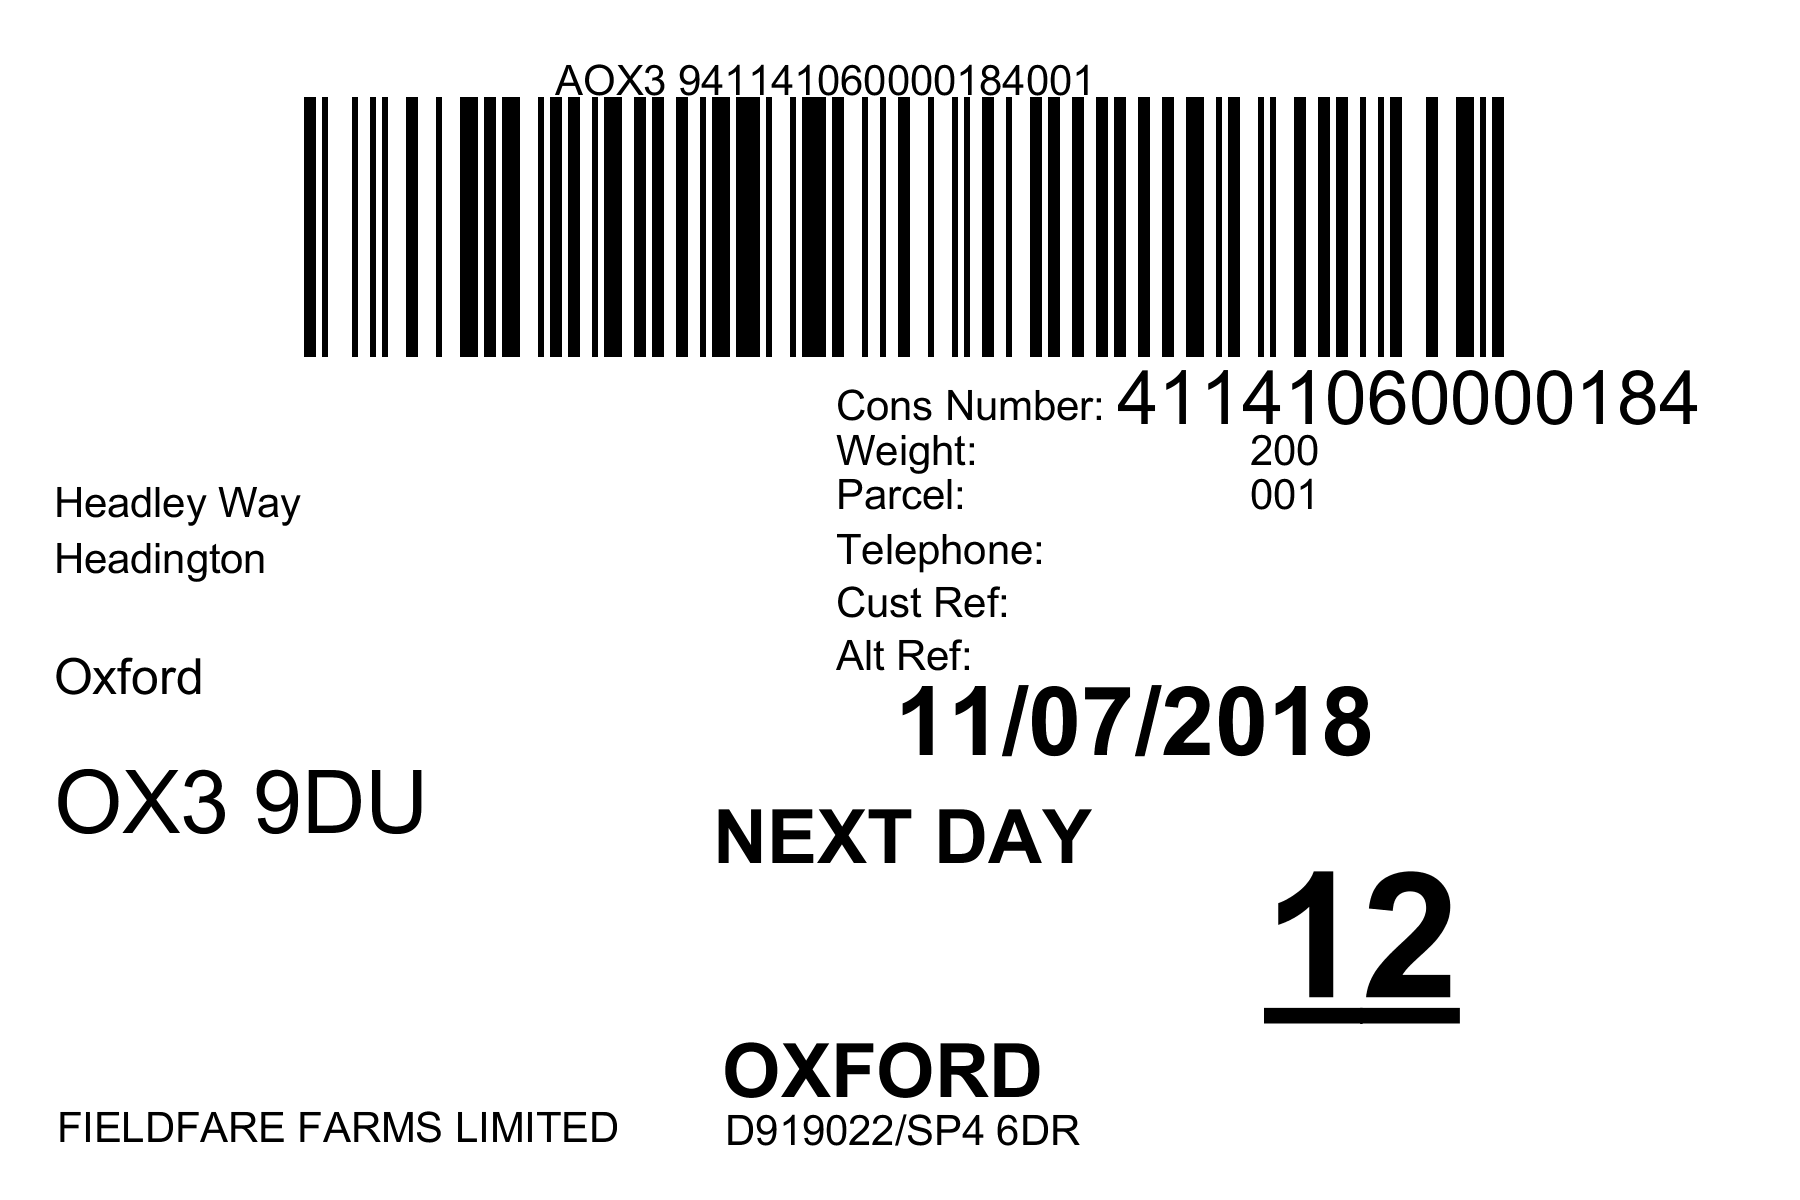 AOX3 941141060000184001
Cons Number: 41141060000184
Weight: 200
Parcel: 001
Telephone:
Cust Ref:
Alt Ref:
Headley Way
Headington
Oxford
OX3 9DU
11/07/2018
NEXT DAY
12
OXFORD
D919022/SP4 6DR
FIELDFARE FARMS LIMITED